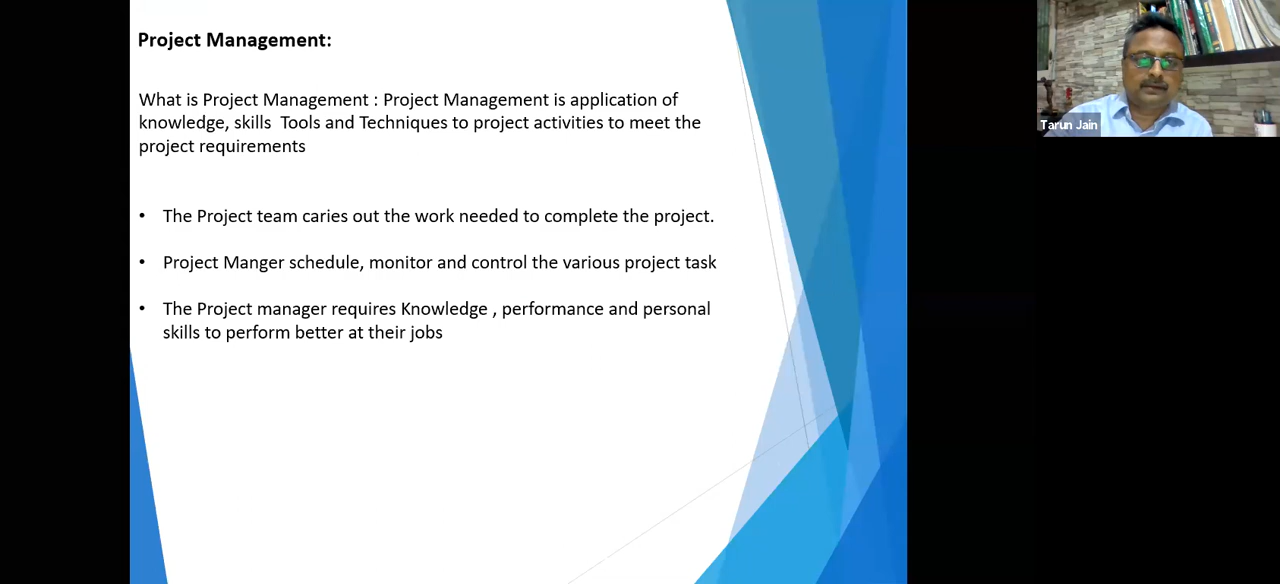 Project Management:
What is Project Management : Project Management is application of
knowledge, skills  Tools and Techniques to project activities to meet the
project requirements
• The Project team caries out the work needed to complete the project.
• Project Manger schedule, monitor and control the various project task
• The Project manager requires Knowledge , performance and personal
skills to perform better at their jobs
Tarun Jain